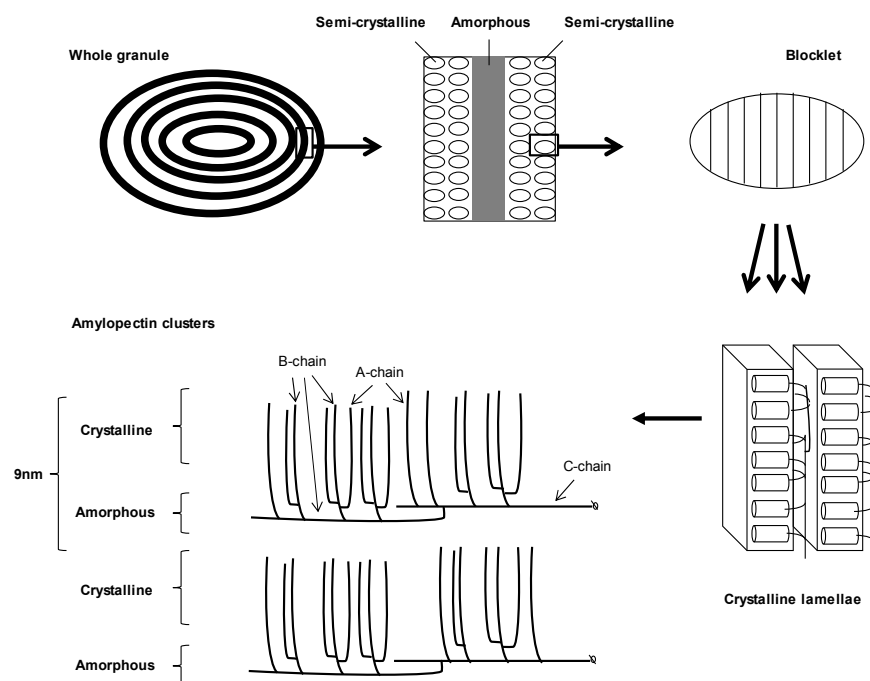 Semi-crystalline Amorphous Semi-crystalline
Whole granule
Blocklet
Amylopectin clusters
B-chain
A-chain
Crystalline
9nm
C-chain
Amorphous
Crystalline
Crystalline lamellae
Amorphous